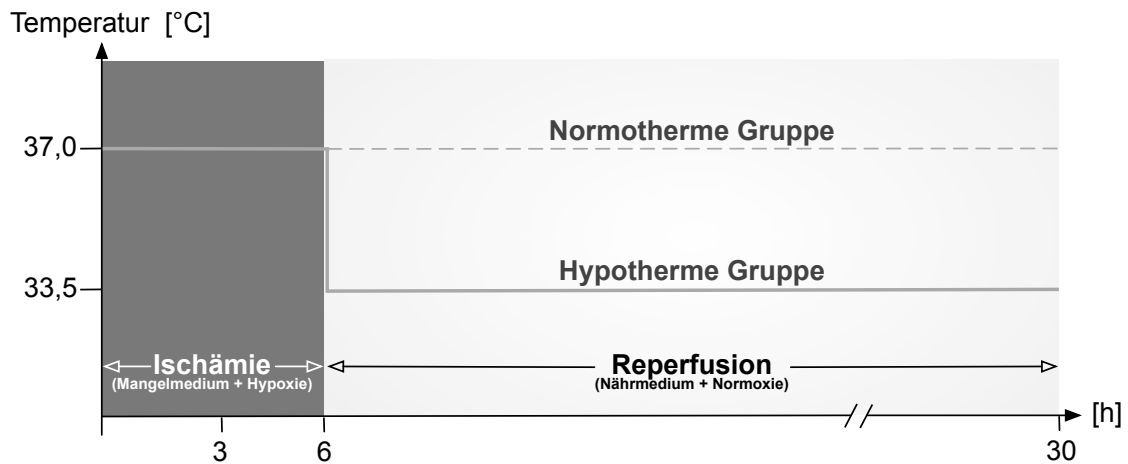 Temperatur [°C]
Normotherme Gruppe
37,0
Hypotherme Gruppe
33,5
Ischämie
(Mangelmedium + Hypoxie)
Reperfusion
(Nährmedium + Normoxie)
[h]
3
6
30